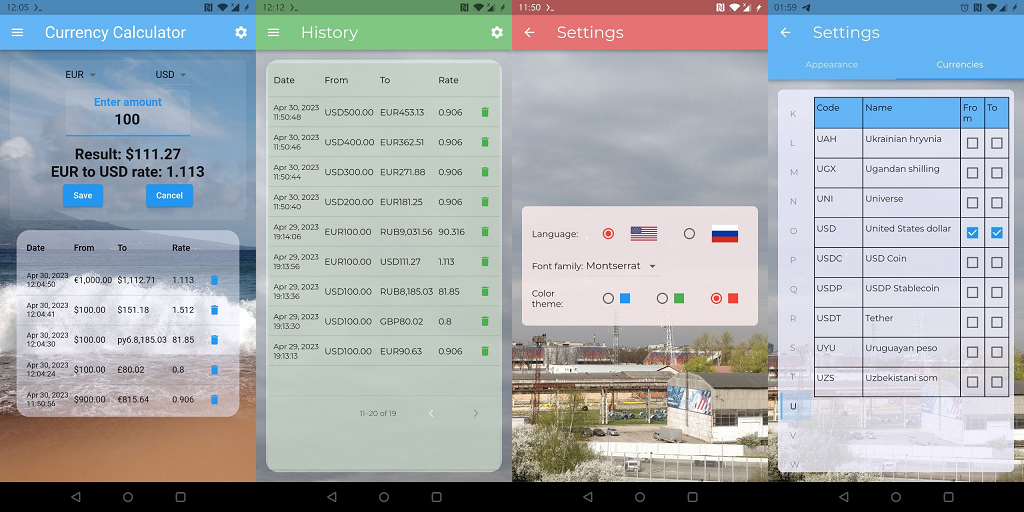 12:05
Currency Calculator
EUR USD
Enter amount
100
Result: $111.27
EUR to USD rate: 1.113
Save Cancel
Date From To Rate
Apr 30, 2023
12:04:50 €1,000.00 $1,112.71 1.113
Apr 30, 2023
12:04:41 $100.00 $151.18 1.512
Apr 30, 2023
12:04:30 $100.00 руб.8,185.03 81.85
Apr 30, 2023
12:04:24 $100.00 £80.02 0.8
Apr 30, 2023
11:50:56 $900.00 €815.64 0.906
12:12
History
Date From To Rate
Apr 30, 2023
11:50:48 USD500.00 EUR453.13 0.906
Apr 30, 2023
11:50:46 USD400.00 EUR362.51 0.906
Apr 30, 2023
11:50:44 USD300.00 EUR271.88 0.906
Apr 30, 2023
11:50:40 USD200.00 EUR181.25 0.906
Apr 29, 2023
19:14:06 EUR100.00 RUB9,031.56 90.316
Apr 29, 2023
19:13:56 EUR100.00 USD111.27 1.113
Apr 29, 2023
19:13:36 USD100.00 RUB8,185.03 81.85
Apr 29, 2023
19:13:30 USD100.00 GBP80.02 0.8
Apr 29, 2023
19:13:13 USD100.00 EUR90.63 0.906
11–20 of 19
11:50
Settings
Language:
Font family: Montserrat
Color
theme:
01:59
Settings
Appearance Currencies
Code Name Fro
m To
UAH Ukrainian hryvnia
UGX Ugandan shilling
UNI Universe
USD United States dollar
USDC USD Coin
USDP USDP Stablecoin
USDT Tether
UYU Uruguayan peso
UZS Uzbekistani som
K
L
M
N
O
P
Q
R
S
T
U
V
W